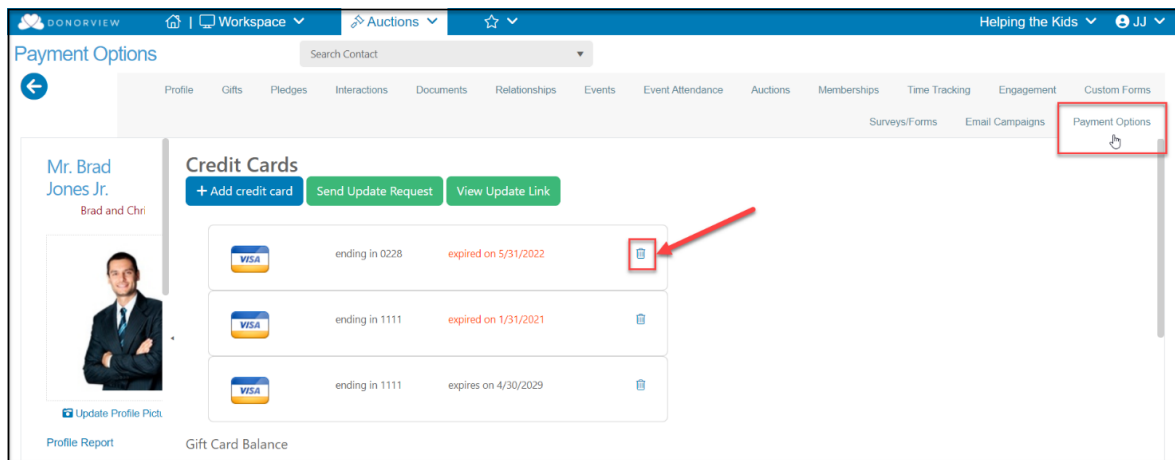 DONORVIEW Workspace Auctions Helping the Kids JJ
Payment Options Search Contact
Profile Gifts Pledges Interactions Documents Relationships Events Event Attendance Auctions Memberships Time Tracking Engagement Custom Forms
Surveys/Forms Email Campaigns Payment Options
Mr. Brad
Jones Jr.
Brad and Chri
Update Profile Pictu
Profile Report
Credit Cards
+ Add credit card Send Update Request View Update Link
VISA ending in 0228 expired on 5/31/2022
VISA ending in 1111 expired on 1/31/2021
VISA ending in 1111 expires on 4/30/2029
Gift Card Balance